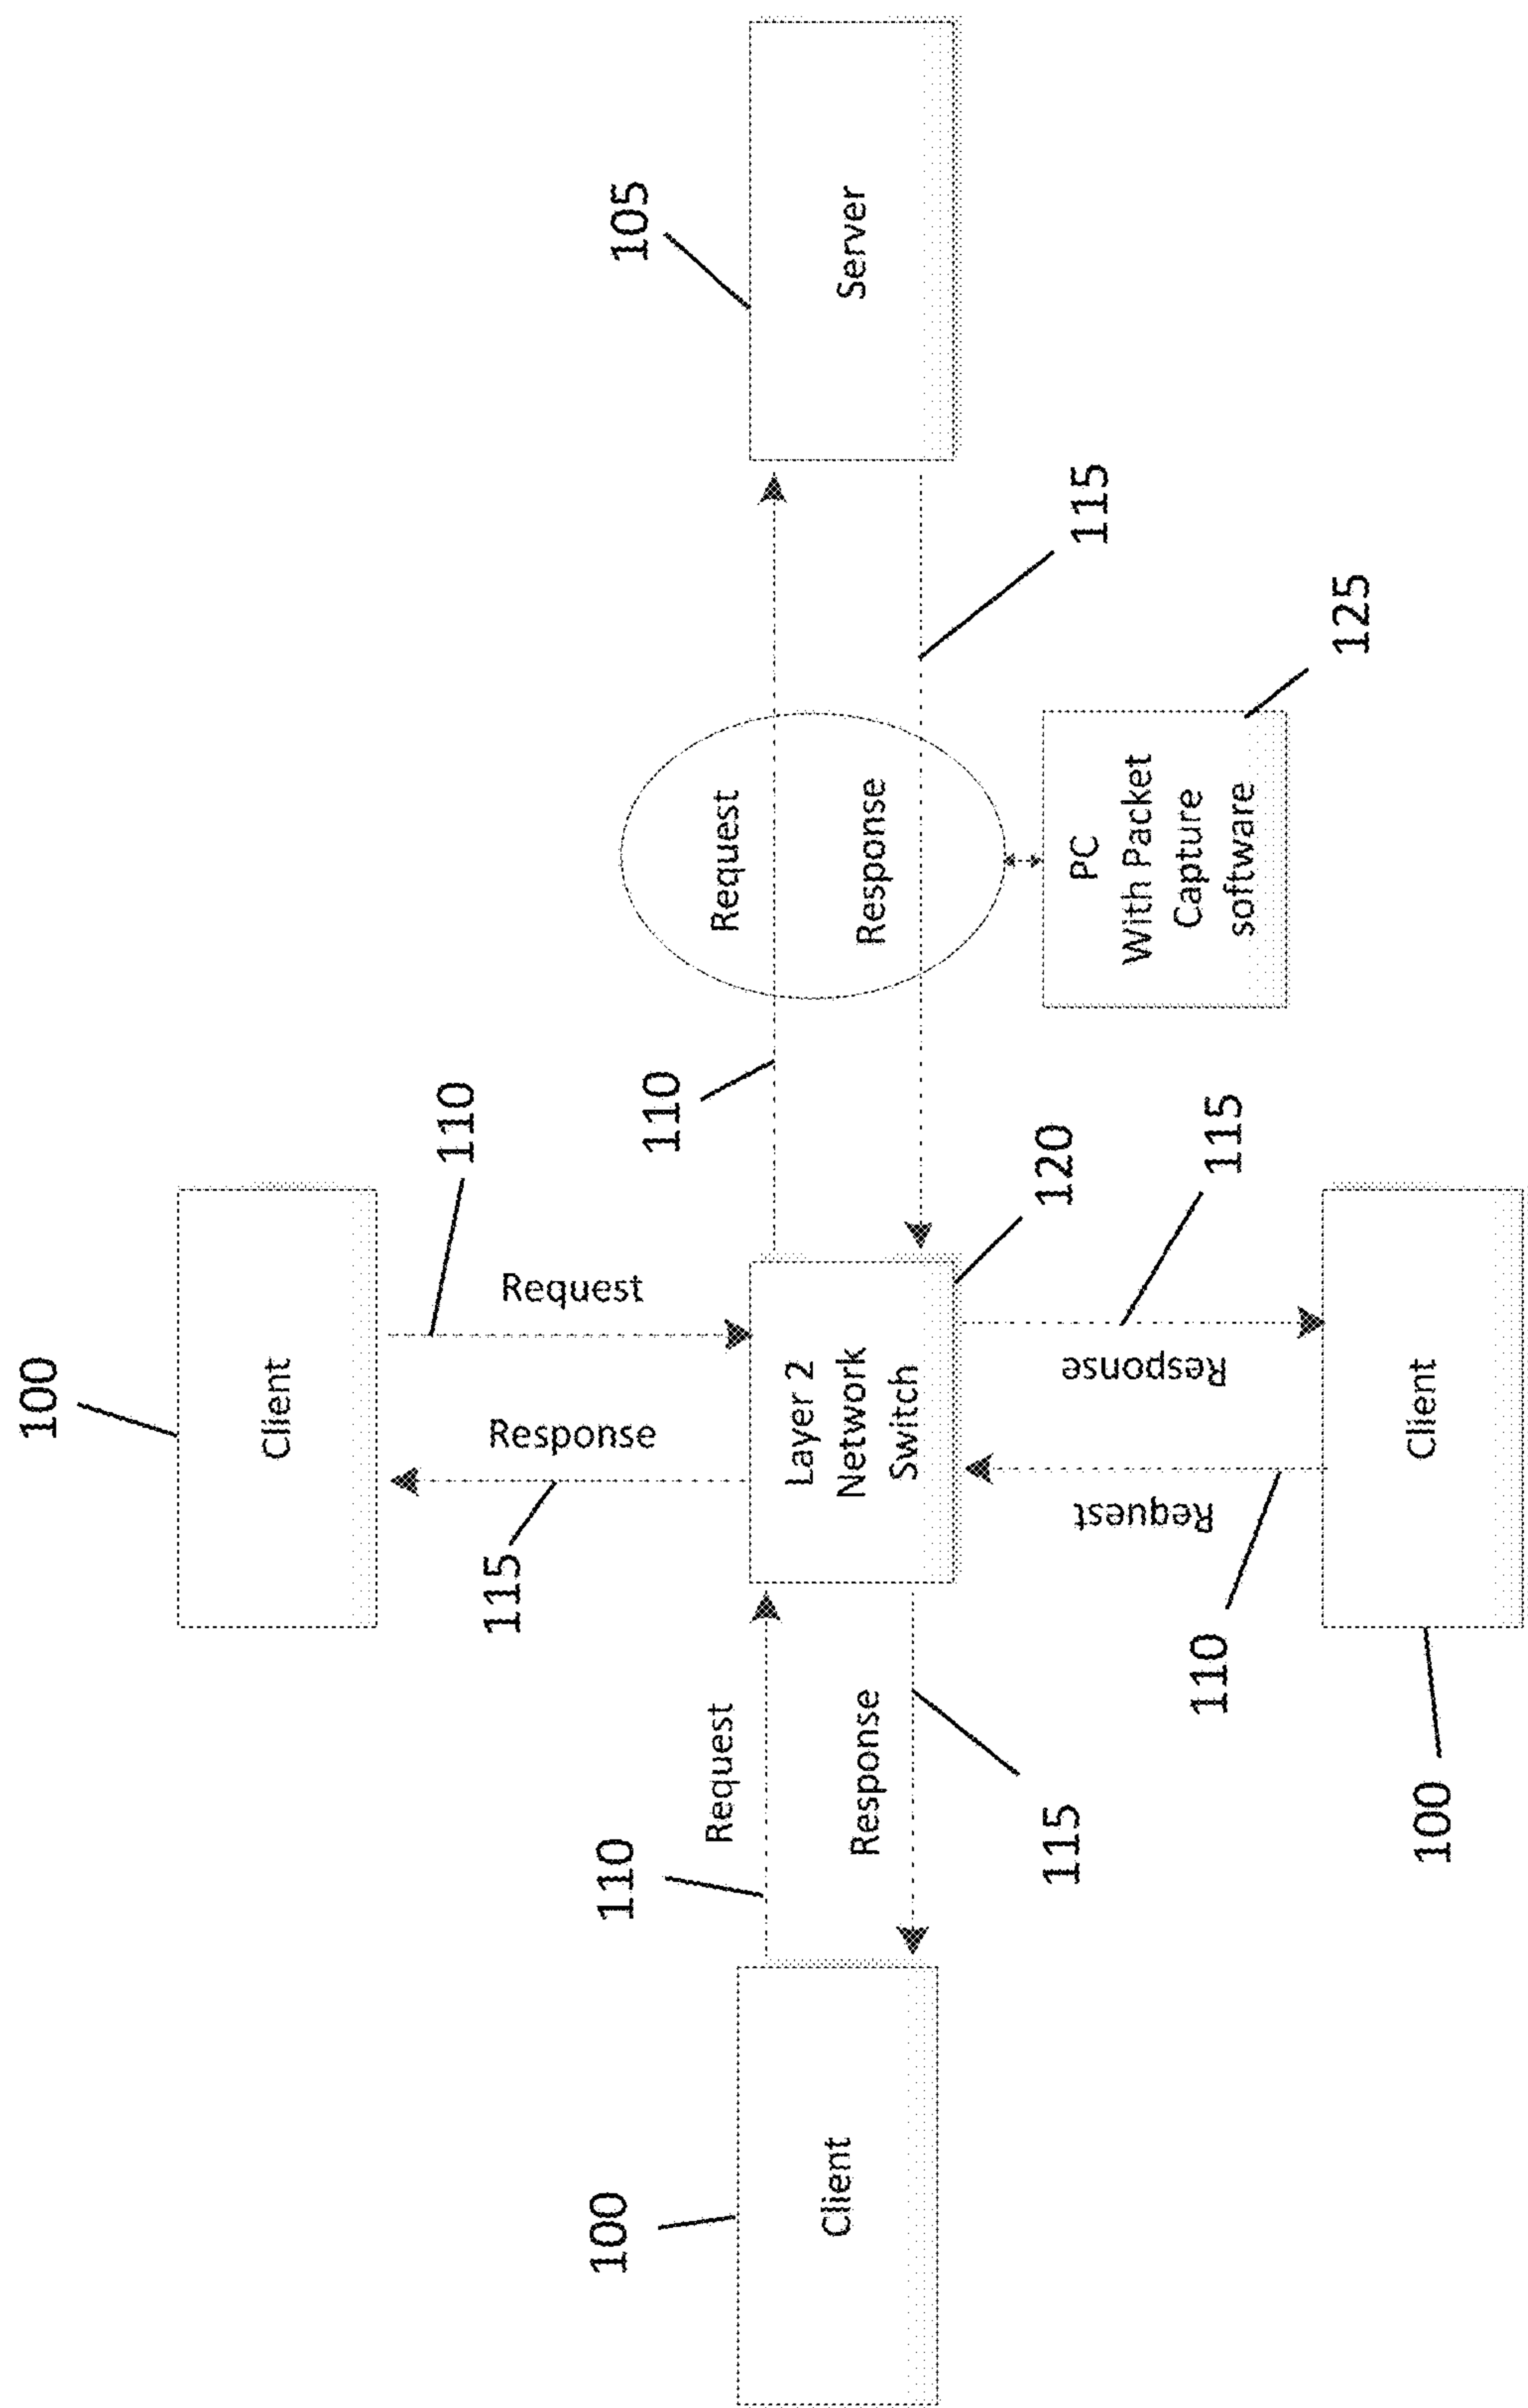 100
Client
110
Request
Response
115
105
Server
110
Request
Response
115
Layer 2
Network
Switch
120
PC
With Packet
Capture
software
125
110
Request
Response
115
100
Client
Response
115
Request
110
Client
100